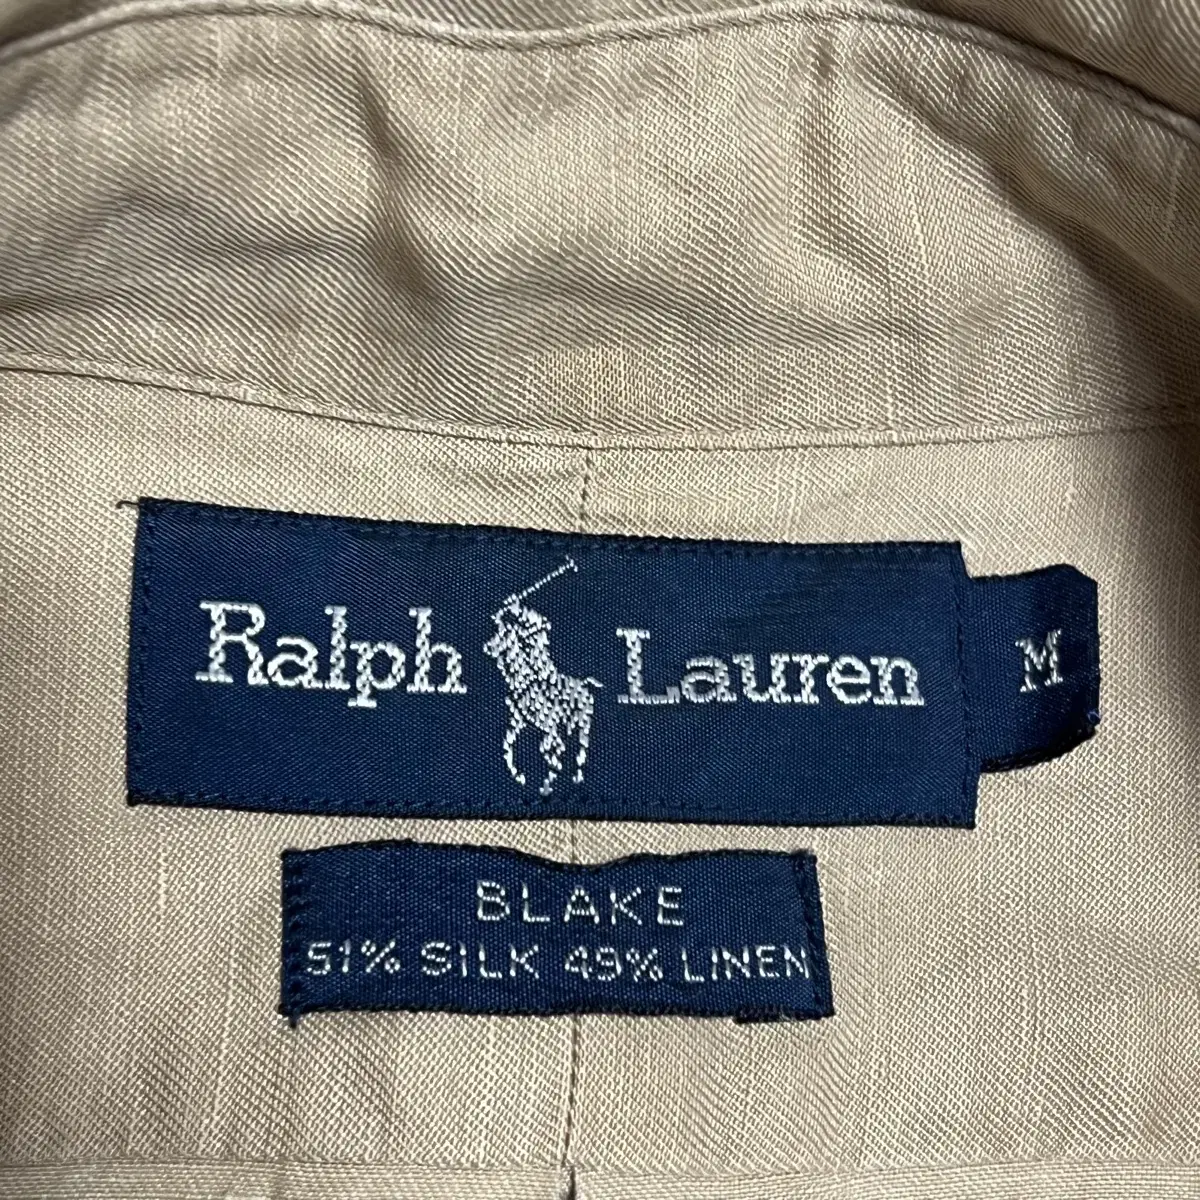 Ralph Lauren M
BLAKE
51% SILK 49% LINEN